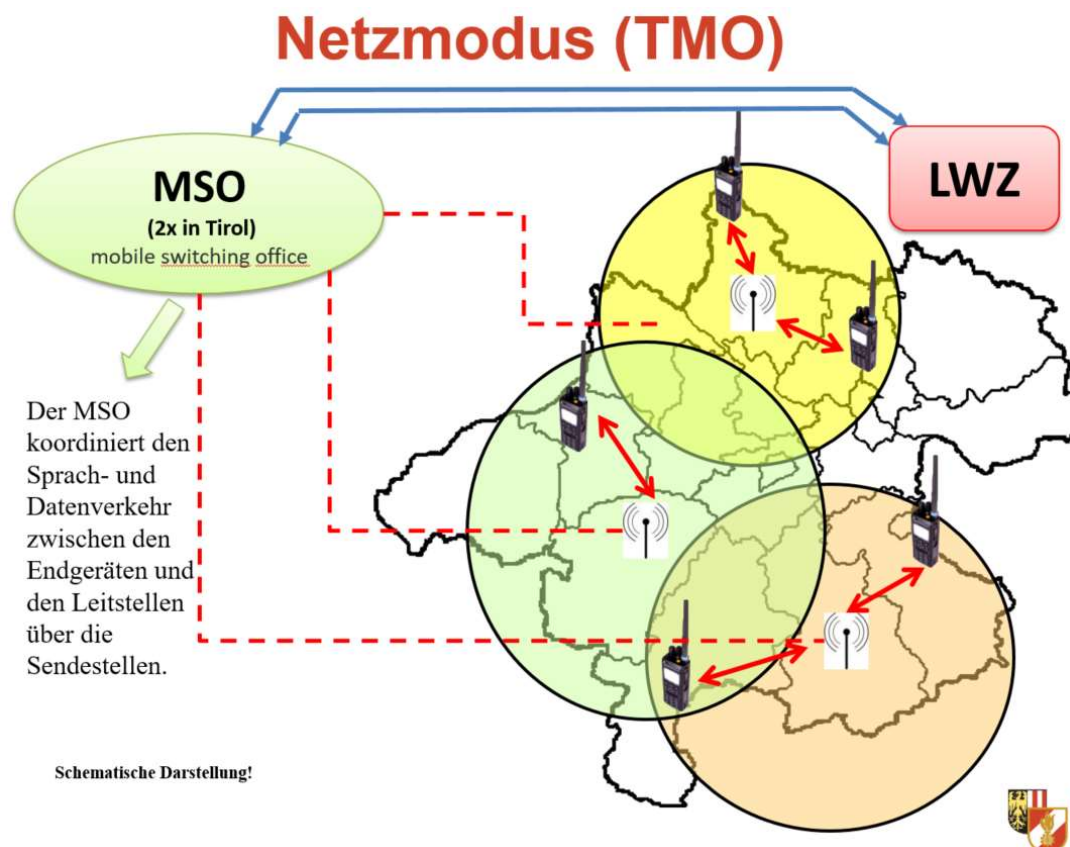 Netzmodus (TMO)
MSO
(2x in Tirol)
mobile switching office
LWZ
Der MSO
koordiniert den
Sprach- und
Datenverkehr
zwischen den
Endgeräten und
den Leitstellen
über die
Sendestellen.
Schematische Darstellung!